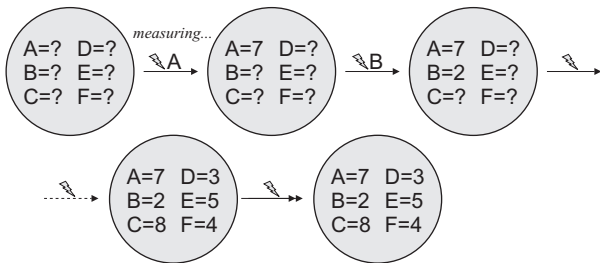 measuring...
A=? D=?
B=? E=?
C=? F=?
A
A=7 D=?
B=? E=?
C=? F=?
B
A=7 D=?
B=2 E=?
C=? F=?
A=7 D=3
B=2 E=5
C=8 F=4
A=7 D=3
B=2 E=5
C=8 F=4